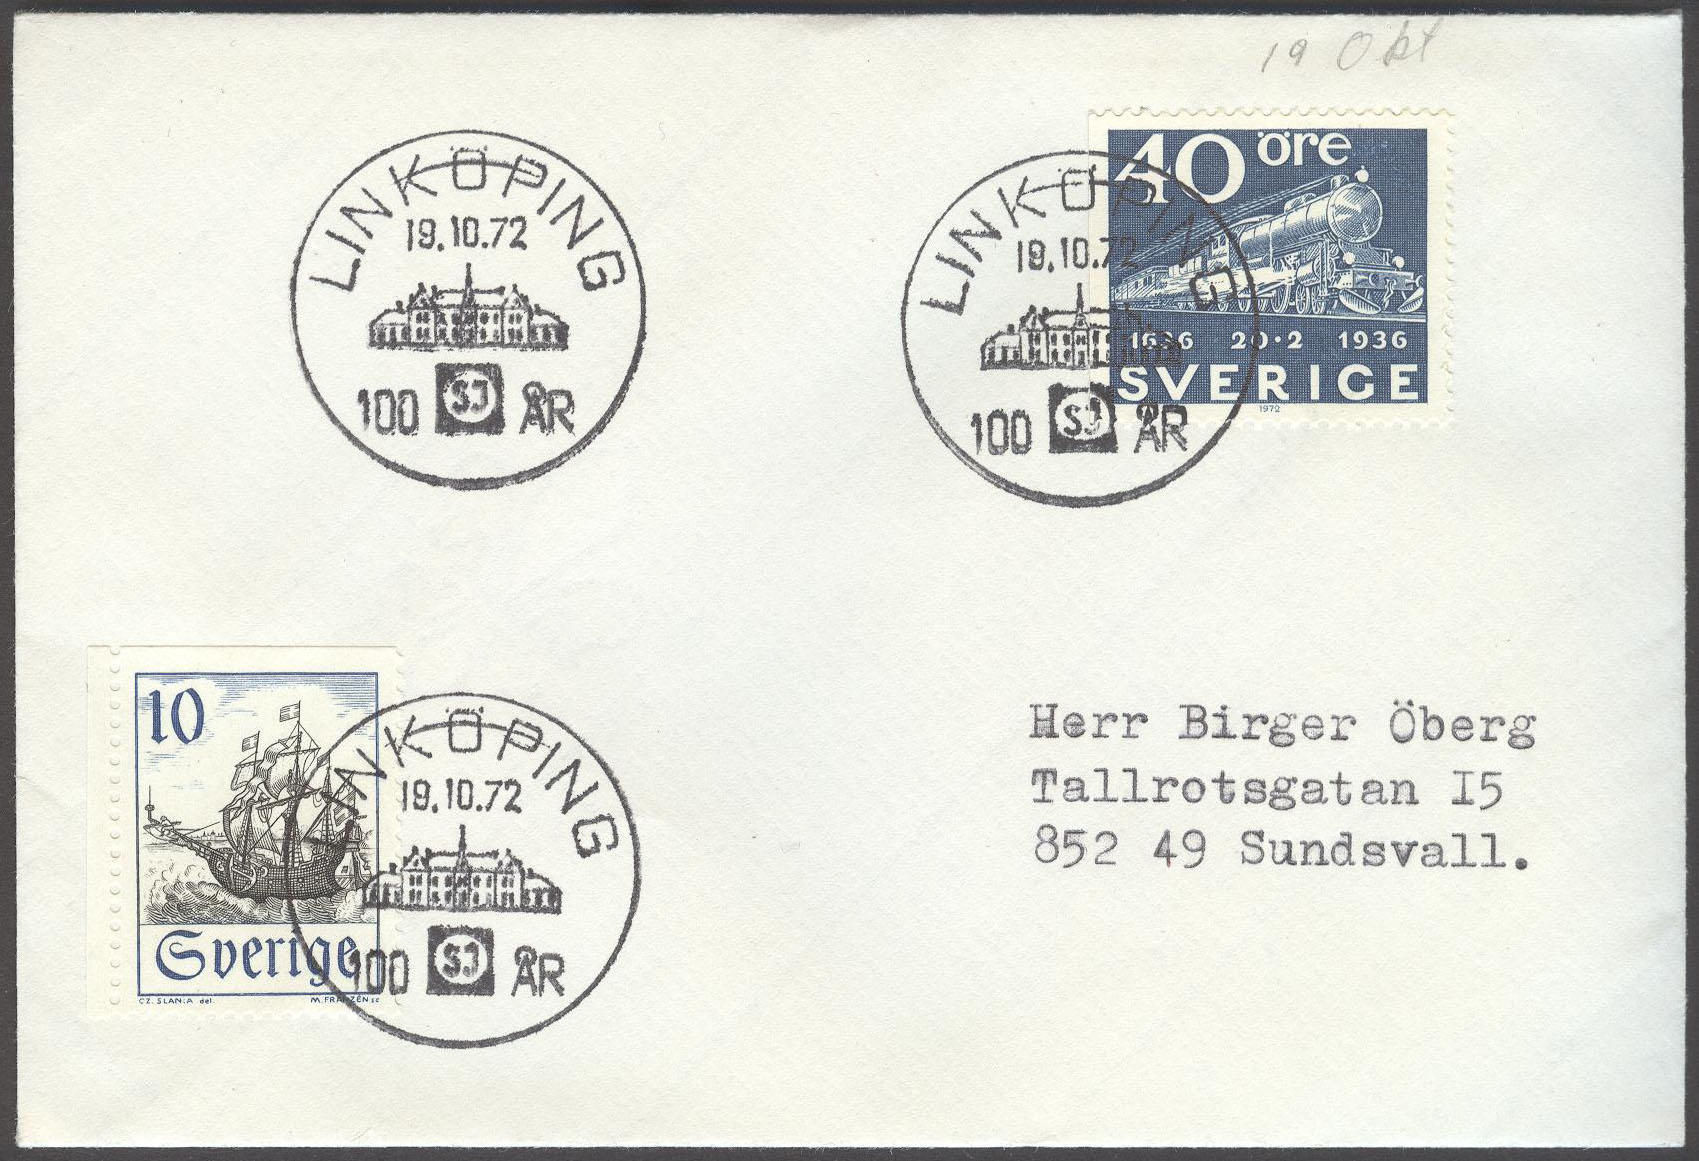 19 Okt
LINKÖPING
19.10.72
100 SJ ÅR
LINKÖPING
19.10.72
100 SJ ÅR
40 öre
1636 20·2 1936
SVERIGE
1972
10
Sverige
CZ. SLANIA del. M. FRANZÉN sc
LINKÖPING
19.10.72
100 SJ ÅR
Herr Birger Öberg
Tallrotsgatan 15
852 49 Sundsvall.